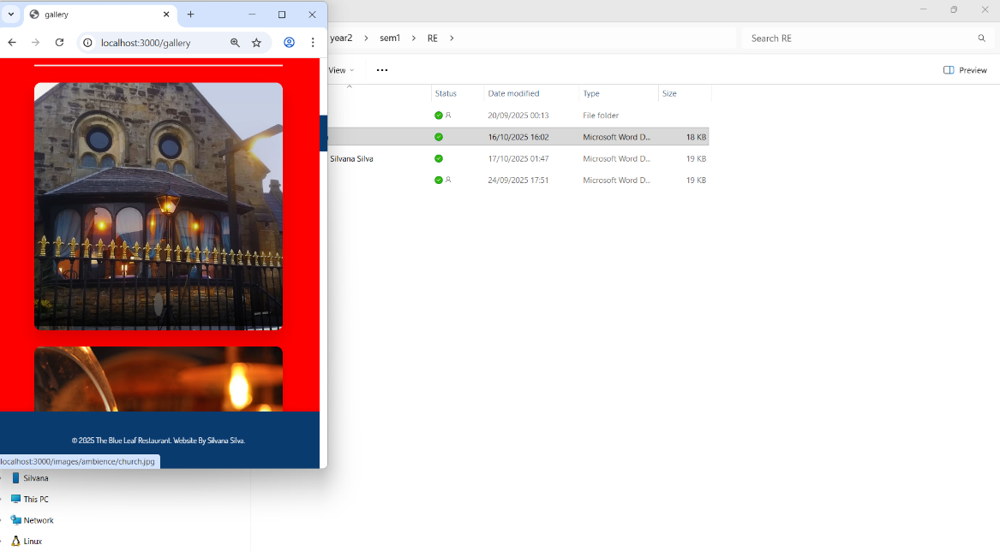 gallery
localhost:3000/gallery
© 2025 The Blue Leaf Restaurant. Website By Silvana Silva.
localhost:3000/images/ambience/church.jpg
year2 > sem1 > RE >
Search RE
View
Preview
Status Date modified Type Size
20/09/2025 00:13 File folder
16/10/2025 16:02 Microsoft Word D... 18 KB
Silvana Silva 17/10/2025 01:47 Microsoft Word D... 19 KB
24/09/2025 17:51 Microsoft Word D... 19 KB
Silvana
This PC
Network
Linux